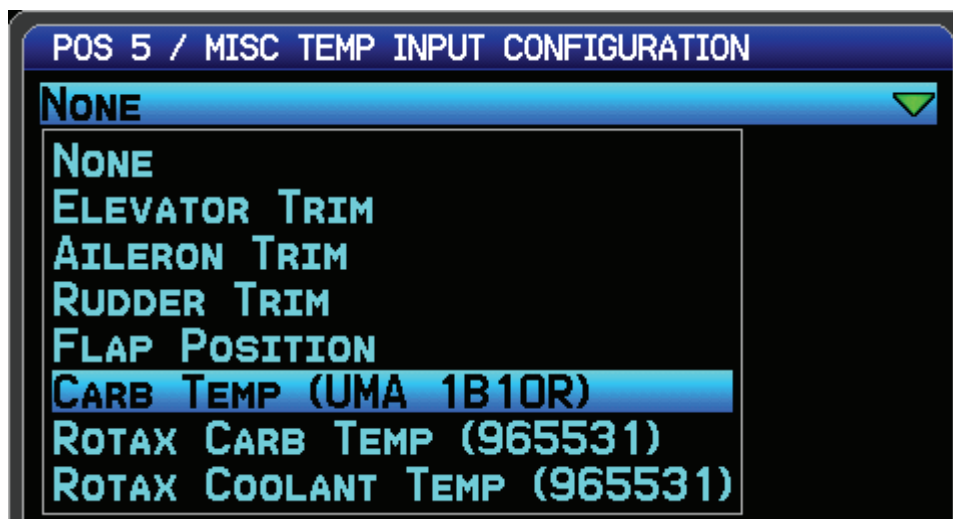 POS 5 / MISC TEMP INPUT CONFIGURATION
NONE
NONE
ELEVATOR TRIM
AILERON TRIM
RUDDER TRIM
FLAP POSITION
CARB TEMP (UMA 1B10R)
ROTAX CARB TEMP (965531)
ROTAX COOLANT TEMP (965531)